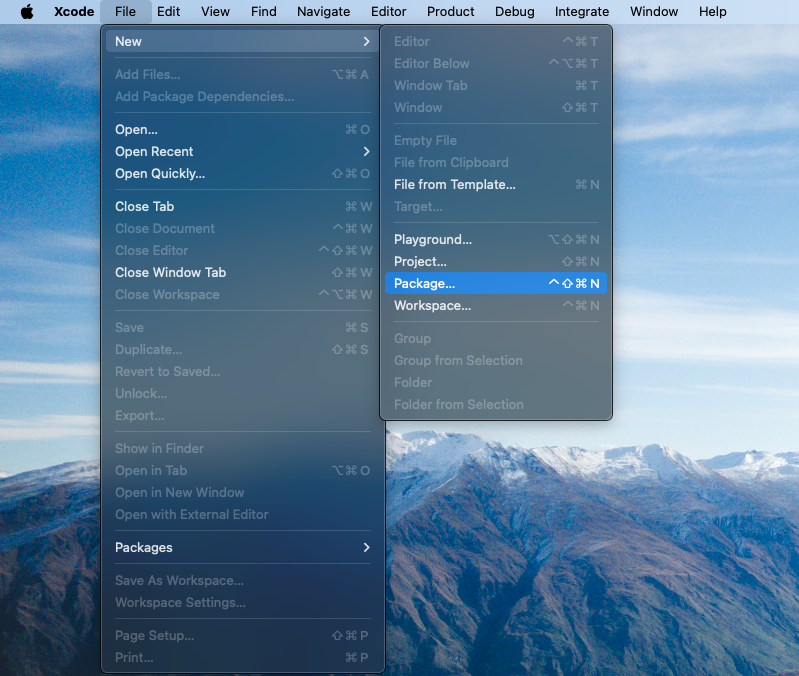 Xcode File Edit View Find Navigate Editor Product Debug Integrate Window Help
New
Add Files... ⌥⌘A
Add Package Dependencies...
Open... ⌘O
Open Recent
Open Quickly... ⇧⌘O
Close Tab ⌘W
Close Document ⌃⌘W
Close Editor ⌃⇧⌘W
Close Window Tab ⇧⌘W
Close Workspace ⌃⌥⌘W
Save ⌘S
Duplicate... ⇧⌘S
Revert to Saved...
Unlock...
Export...
Show in Finder
Open in Tab ⌥⌘O
Open in New Window
Open with External Editor
Packages
Save As Workspace...
Workspace Settings...
Page Setup... ⇧⌘P
Print... ⌘P
Editor ⌃⌘T
Editor Below ⌃⌥⌘T
Window Tab ⌘T
Window ⇧⌘T
Empty File
File from Clipboard
File from Template... ⌘N
Target...
Playground... ⌥⇧⌘N
Project... ⇧⌘N
Package... ⌃⇧⌘N
Workspace... ⌃⌘N
Group
Group from Selection
Folder
Folder from Selection